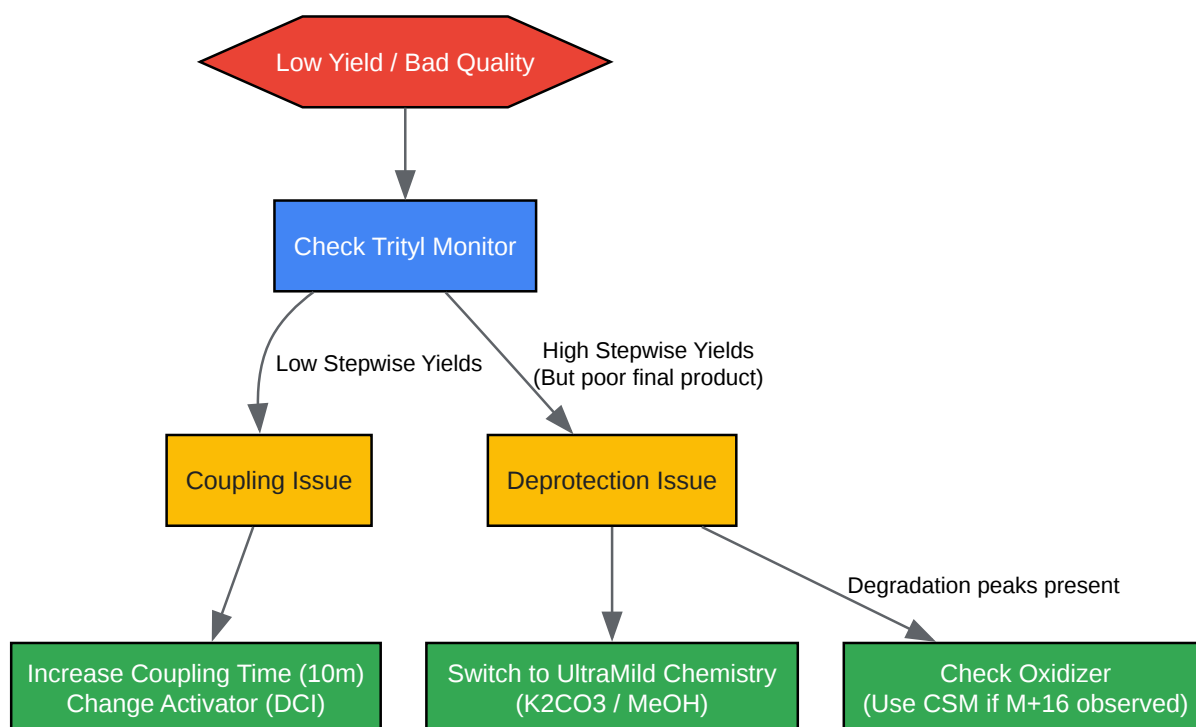 Low Yield / Bad Quality
Check Trityl Monitor
Low Stepwise Yields
High Stepwise Yields
(But poor final product)
Coupling Issue
Deprotection Issue
Degradation peaks present
Increase Coupling Time (10m)
Change Activator (DCI)
Switch to UltraMild Chemistry
(K2CO3 / MeOH)
Check Oxidizer
(Use CSM if M+16 observed)